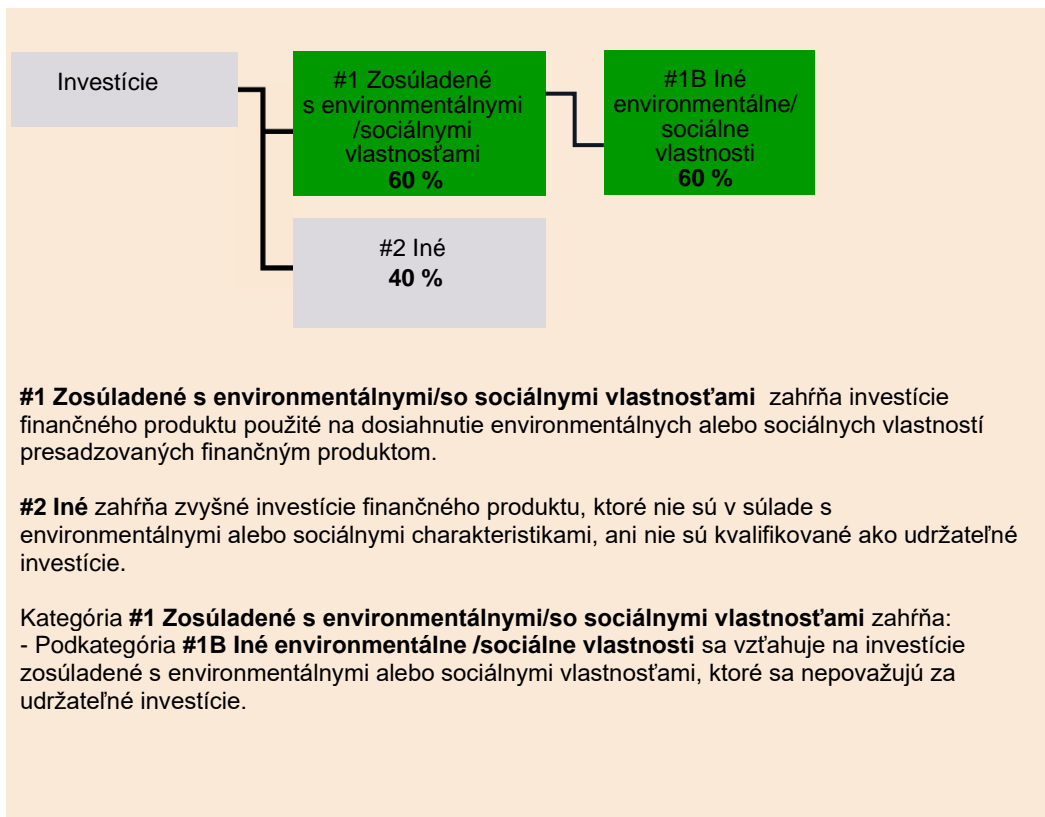 Investície
#1 Zosúladené
s environmentálnymi
/sociálnymi
vlastnosťami
60 %
#1B Iné
environmentálne/
sociálne
vlastnosti
60 %
#2 Iné
40 %
#1 Zosúladené s environmentálnymi/so sociálnymi vlastnosťami zahŕňa investície
finančného produktu použité na dosiahnutie environmentálnych alebo sociálnych vlastností
presadzovaných finančným produktom.
#2 Iné zahŕňa zvyšné investície finančného produktu, ktoré nie sú v súlade s
environmentálnymi alebo sociálnymi charakteristikami, ani nie sú kvalifikované ako udržateľné
investície.
Kategória #1 Zosúladené s environmentálnymi/so sociálnymi vlastnosťami zahŕňa:
- Podkategória #1B Iné environmentálne /sociálne vlastnosti sa vzťahuje na investície
zosúladené s environmentálnymi alebo sociálnymi vlastnosťami, ktoré sa nepovažujú za
udržateľné investície.